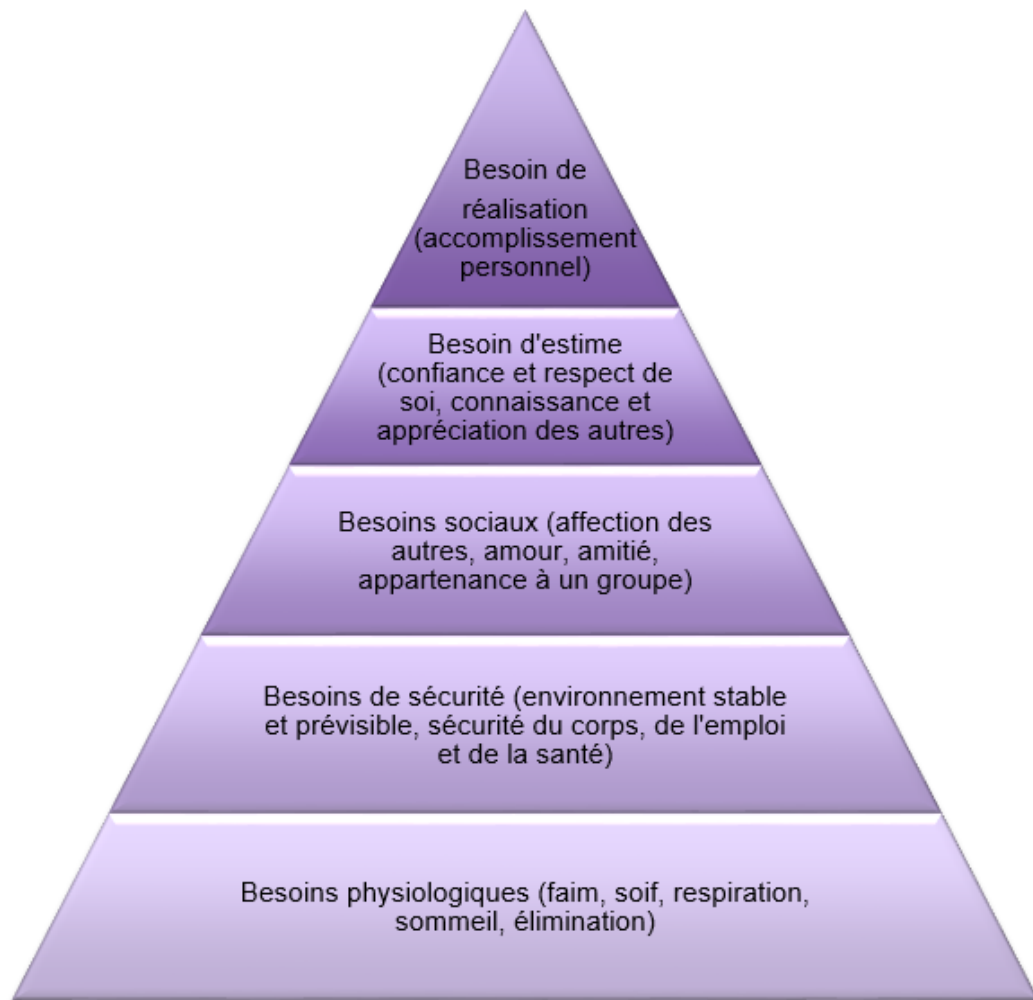 Besoin de
réalisation
(accomplissement
personnel)
Besoin d'estime
(confiance et respect de
soi, connaissance et
appréciation des autres)
Besoins sociaux (affection des
autres, amour, amitié,
appartenance à un groupe)
Besoins de sécurité (environnement stable
et prévisible, sécurité du corps, de l'emploi
et de la santé)
Besoins physiologiques (faim, soif, respiration,
sommeil, élimination)